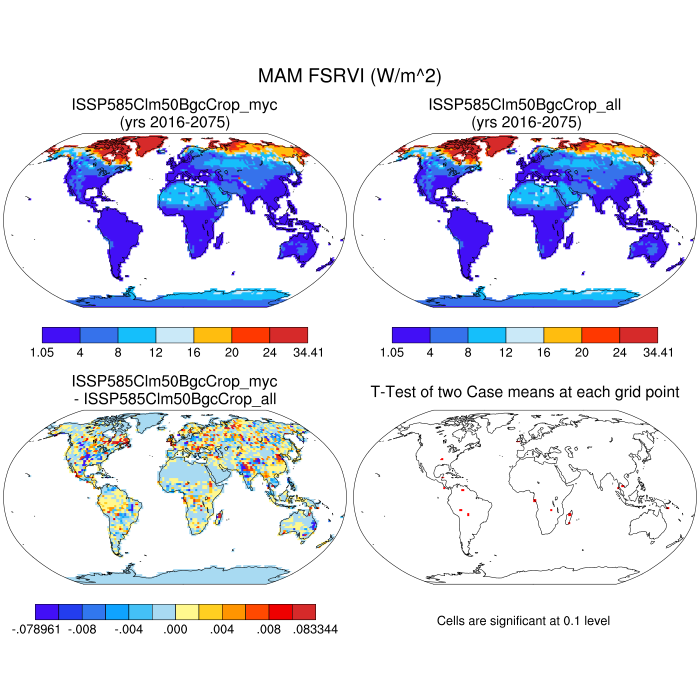 MAM FSRVI (W/m^2)
ISSP585Clm50BgcCrop_myc
(yrs 2016-2075)
ISSP585Clm50BgcCrop_all
(yrs 2016-2075)
1.05 4 8 12 16 20 24 34.41
1.05 4 8 12 16 20 24 34.41
ISSP585Clm50BgcCrop_myc
- ISSP585Clm50BgcCrop_all
T-Test of two Case means at each grid point
-.078961 -.008 -.004 .000 .004 .008 .083344
Cells are significant at 0.1 level